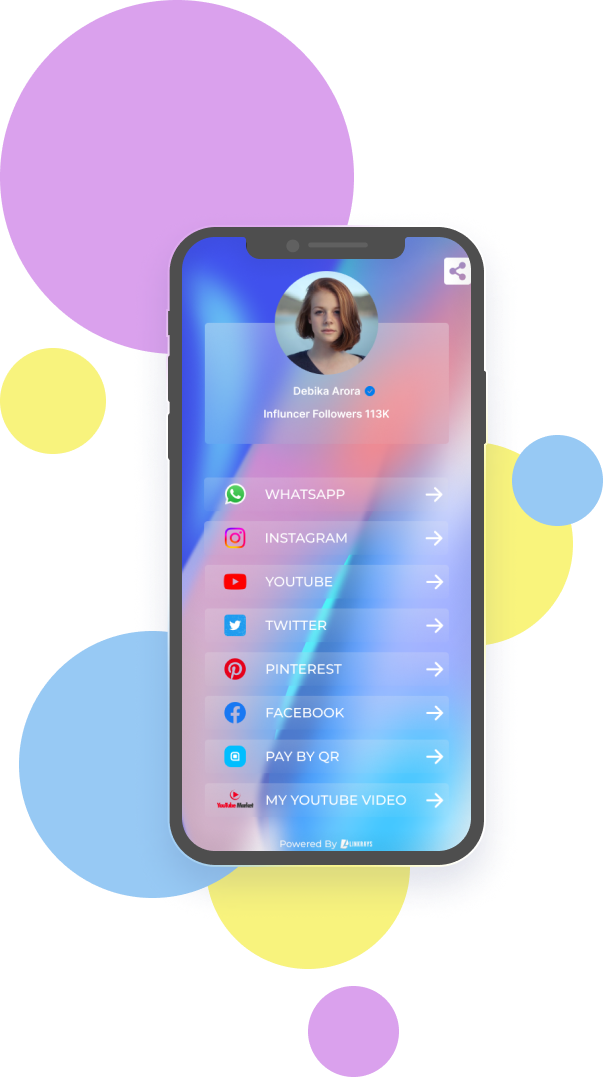 Debika Arora
Influncer Followers 113K
WHATSAPP
INSTAGRAM
YOUTUBE
TWITTER
PINTEREST
FACEBOOK
PAY BY QR
YouTube Market MY YOUTUBE VIDEO
Powered By LINKBUYS